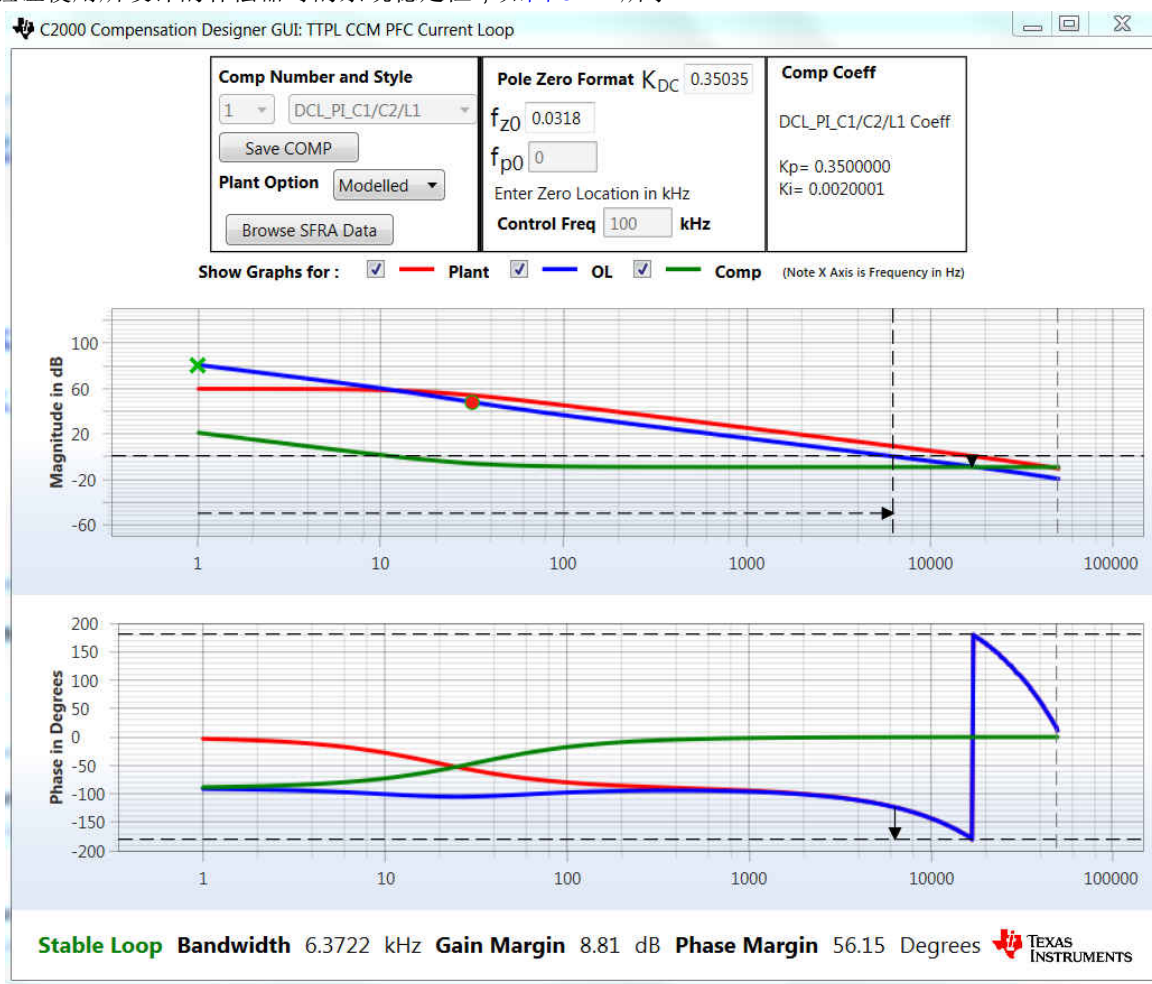 C2000 Compensation Designer GUI: TTPL CCM PFC Current Loop
Comp Number and Style
1 DCL_PI_C1/C2/L1
Save COMP
Plant Option Modelled
Browse SFRA Data
Pole Zero Format KDC 0.35035
fZ0 0.0318
fp0 0
Enter Zero Location in kHz
Control Freq 100 kHz
Comp Coeff
DCL_PI_C1/C2/L1 Coeff
Kp= 0.3500000
Ki= 0.0020001
Show Graphs for : Plant OL Comp (Note X Axis is Frequency in Hz)
Magnitude in dB
100
60
20
-20
-60
1 10 100 1000 10000 100000
Phase in Degrees
200
150
100
50
0
-50
-100
-150
-200
1 10 100 1000 10000 100000
Stable Loop Bandwidth 6.3722 kHz Gain Margin 8.81 dB Phase Margin 56.15 Degrees TEXAS INSTRUMENTS